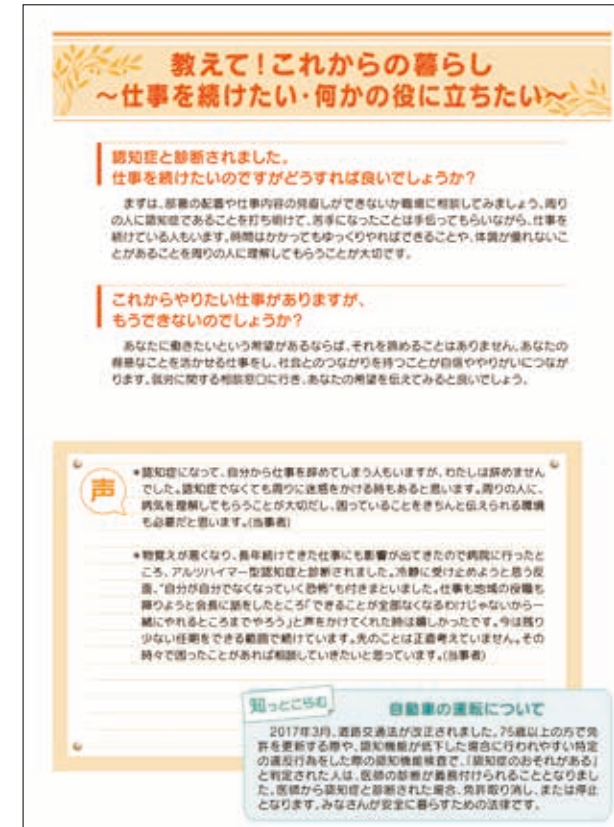 教えて！これからの暮らし
～仕事を続けたい・何かの役に立ちたい～
認知症と診断されました。
仕事を続けたいのですがどうすれば良いでしょうか？
まずは、部署の配置や仕事内容の見直しができないか職場に相談してみましょう。周り
の人に認知症であることを打ち明けて、苦手になったことは手伝ってもらいながら、仕事を
続けている人もいます。時間はかかってもゆっくりやればできることや、体調が優れないこ
とがあることを周りの人に理解してもらうことが大切です。
これからやりたい仕事がありますが、
もうできないのでしょうか？
あなたに働きたいという希望があるならば、それを諦めることはありません。あなたの
得意なことを活かせる仕事をし、社会とのつながりを持つことが自信ややりがいにつなが
ります。就労に関する相談窓口に行き、あなたの希望を伝えてみると良いでしょう。
声
*認知症になって、自分から仕事を辞めてしまう人もいますが、わたしは辞めません
でした。認知症でなくても周りに迷惑をかける時もあると思います。周りの人に、
病気を理解してもらうことが大切だし、困っていることをきちんと伝えられる環境
も必要だと思います。(当事者)
*物覚えが悪くなり、長年続けてきた仕事にも影響が出てきたので病院に行ったと
ころ、アルツハイマー型認知症と診断されました。冷静に受け止めようと思う反
面、“自分が自分でなくなっていく恐怖”も付きまといました。仕事も地域の役職も
降りようと会長に話をしたところ「できることが全部なくなるわけじゃないから一
緒にやれるところまでやろう」と声をかけてくれた時は嬉しかったです。今は残り
少ない任期をできる範囲で続けています。先のことは正直考えていません。その
時々で困ったことがあれば相談していきたいと思っています。(当事者)
知っとこらむ
自動車の運転について
2017年3月、道路交通法が改正されました。75歳以上の方で免
許を更新する際や、認知機能が低下した場合に行われやすい特定
の違反行為をした際の認知機能検査で、「認知症のおそれがある」
と判定された人は、医師の診断が義務付けられることとなりまし
た。医師から認知症と診断された場合、免許取り消し、または停止
となります。みなさんが安全に暮らすための法律です。